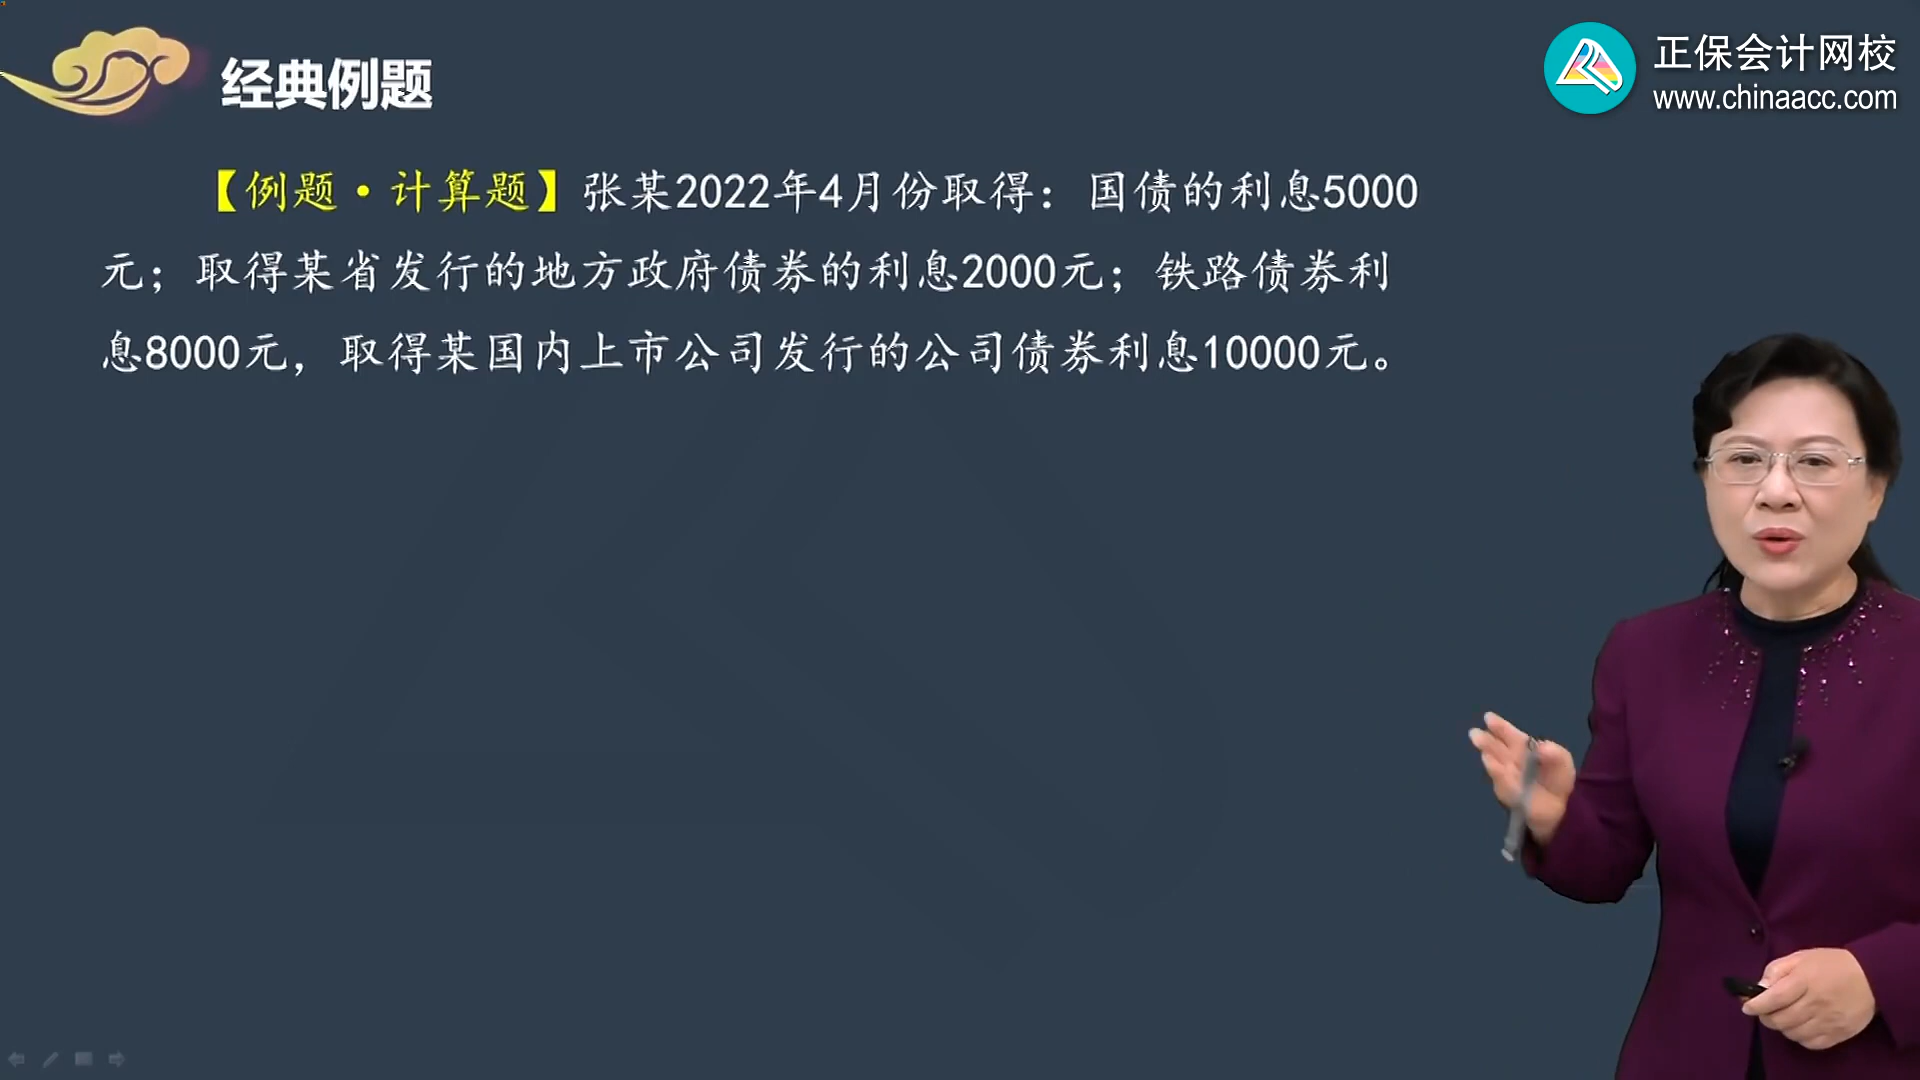 经典例题
正保会计网校
www.chinaacc.com
【例题·计算题】张某2022年4月份取得：国债的利息5000
元；取得某省发行的地方政府债券的利息2000元；铁路债券利
息8000元，取得某国内上市公司发行的公司债券利息10000元。